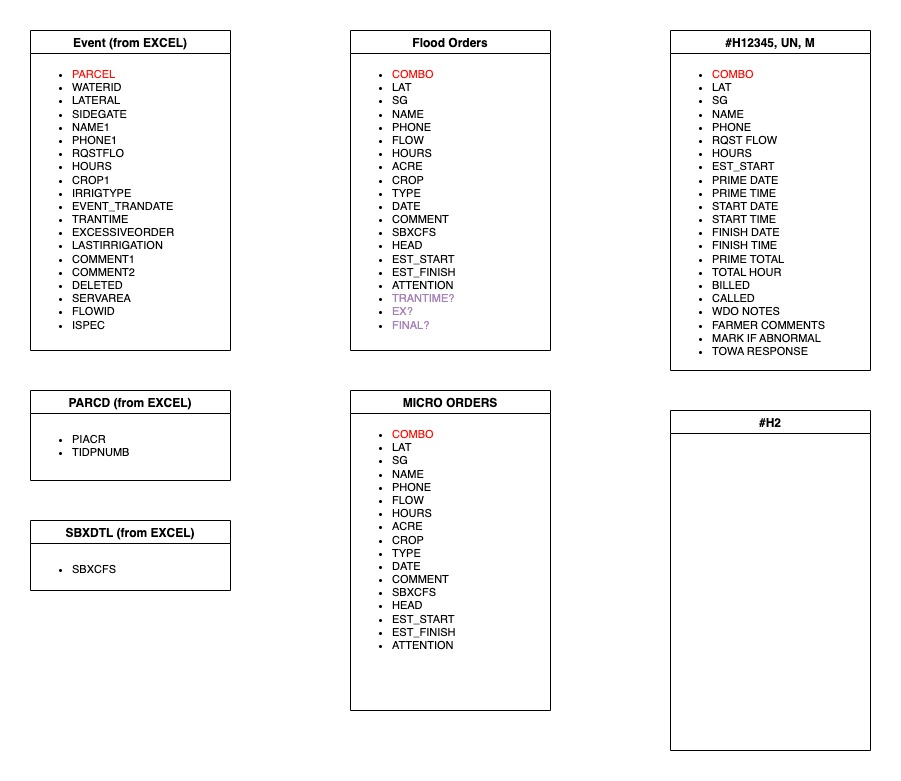 Event (from EXCEL)
PARCEL
WATERID
LATERAL
SIDEGATE
NAME1
PHONE1
RQSTFLO
HOURS
CROP1
IRRIGTYPE
EVENT_TRANDATE
TRANTIME
EXCESSIVEORDER
LASTIRRIGATION
COMMENT1
COMMENT2
DELETED
SERVAREA
FLOWID
ISPEC
PARCD (from EXCEL)
PIACR
TIDPNUMB
SBXDTL (from EXCEL)
SBXCFS
Flood Orders
COMBO
LAT
SG
NAME
PHONE
FLOW
HOURS
ACRE
CROP
TYPE
DATE
COMMENT
SBXCFS
HEAD
EST_START
EST_FINISH
ATTENTION
TRANTIME?
EX?
FINAL?
MICRO ORDERS
COMBO
LAT
SG
NAME
PHONE
FLOW
HOURS
ACRE
CROP
TYPE
DATE
COMMENT
SBXCFS
HEAD
EST_START
EST_FINISH
ATTENTION
#H12345, UN, M
COMBO
LAT
SG
NAME
PHONE
RQST FLOW
HOURS
EST_START
PRIME DATE
PRIME TIME
START DATE
START TIME
FINISH DATE
FINISH TIME
PRIME TOTAL
TOTAL HOUR
BILLED
CALLED
WDO NOTES
FARMER COMMENTS
MARK IF ABNORMAL
TOWA RESPONSE
#H2